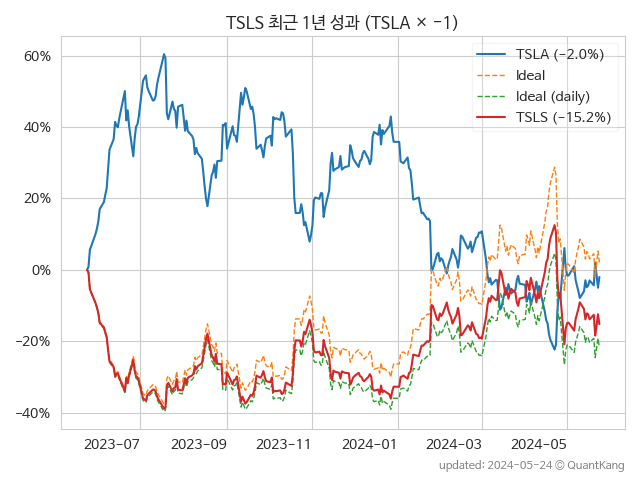 TSLS 최근 1년 성과 (TSLA × −1)
TSLA (−2.0%)
Ideal
Ideal (daily)
TSLS (−15.2%)
60%
40%
20%
0%
−20%
−40%
2023-07 2023-09 2023-11 2024-01 2024-03 2024-05
updated: 2024-05-24 © QuantKang